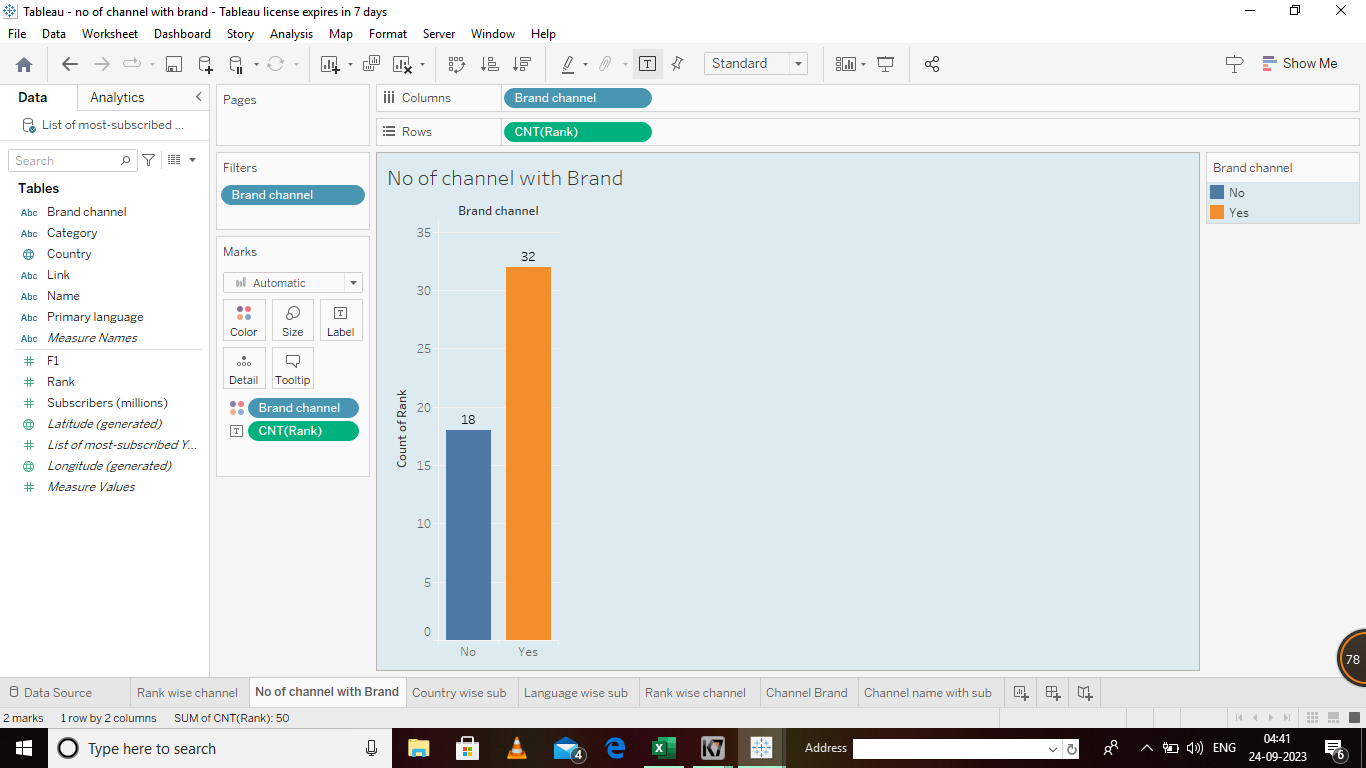 Tableau - no of channel with brand - Tableau license expires in 7 days
File Data Worksheet Dashboard Story Analysis Map Format Server Window Help
Standard
Show Me
Data Analytics
Pages
Columns
Brand channel
List of most-subscribed ...
Rows
CNT(Rank)
Search
Tables
Abc Brand channel
Abc Category
Country
Abc Link
Abc Name
Abc Primary language
Abc Measure Names
F1
Rank
Subscribers (millions)
Latitude (generated)
List of most-subscribed Y...
Longitude (generated)
Measure Values
Filters
Brand channel
Marks
Automatic
Color Size Label
Detail Tooltip
Brand channel
CNT(Rank)
No of channel with Brand
Brand channel
35
30
25
20
15
10
5
0
Count of Rank
18
32
No Yes
Brand channel
No
Yes
78
Data Source Rank wise channel No of channel with Brand Country wise sub Language wise sub Rank wise channel Channel Brand Channel name with sub
2 marks 1 row by 2 columns SUM of CNT(Rank): 50
Type here to search
4
Address
ENG
04:41
24-09-2023
6